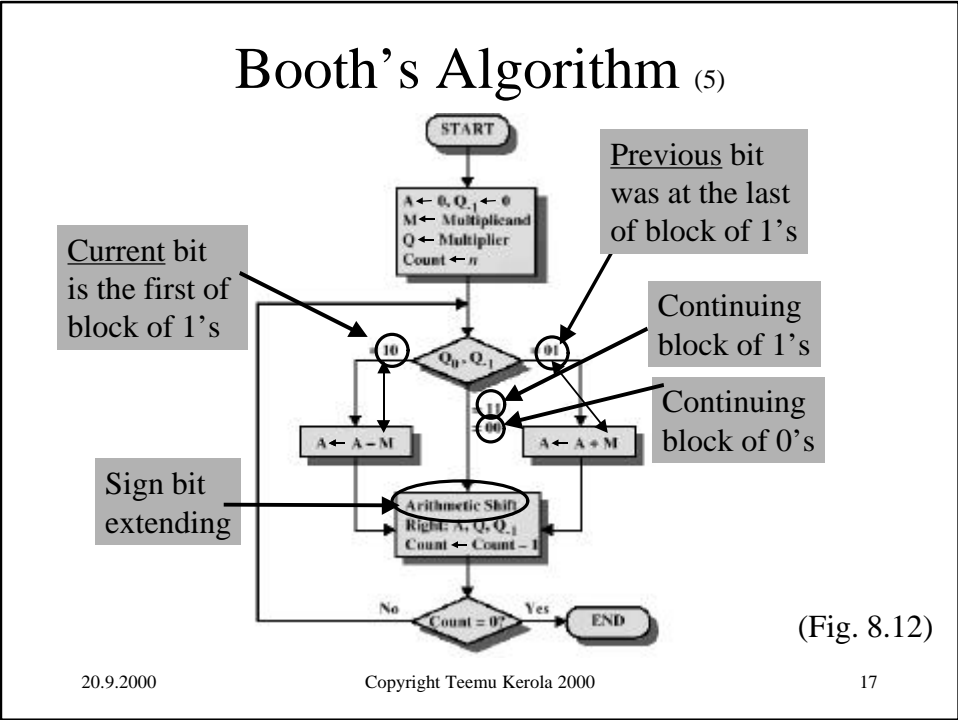 Booth's Algorithm (5)
START
A ← 0, Q-1 ← 0
M ← Multiplicand
Q ← Multiplier
Count ← n
Previous bit
was at the last
of block of 1's
Current bit
is the first of
block of 1's
Continuing
block of 1's
= 10
Q0, Q-1
= 01
= 11
= 00
Continuing
block of 0's
A ← A – M
A ← A + M
Sign bit
extending
Arithmetic Shift
Right: A, Q, Q-1
Count ← Count – 1
No
Count = 0?
Yes
END
(Fig. 8.12)
20.9.2000
Copyright Teemu Kerola 2000
17